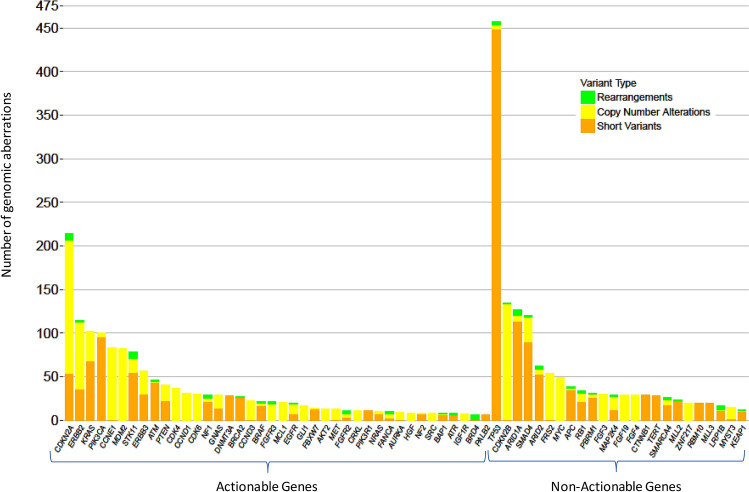 475
450
400
350
300
250
200
150
100
50
0
Number of genomic aberrations
Variant Type
Rearrangements
Copy Number Alterations
Short Variants
CDKN2A ERBB2 KRAS PIK3CA CCNE1 MDM2 STK11 ERBB3 ATM PTEN CDK4 CCND1 CDK6 NF1 GNAS DNMT3A BRCA2 CCND3 BRAF FGFR3 MCL1 EGFR GLI1 FBXW7 AKT2 MET FGFR2 CRKL PIK3R1 NRAS FANCA AURKA HGF NF2 SRC BAP1 ATR IGF1R BRD4 PALB2 TP53 CDKN2B ARID1A SMAD4 ARID2 FRS2 MYC APC RB1 PBRM1 FGF3 MAP2K4 FGF19 FGF4 CTNNB1 TERT SMARCA4 MLL2 ZNF217 RBM10 MLL3 LRP1B MYST3 KEAP1
Actionable Genes
Non-Actionable Genes